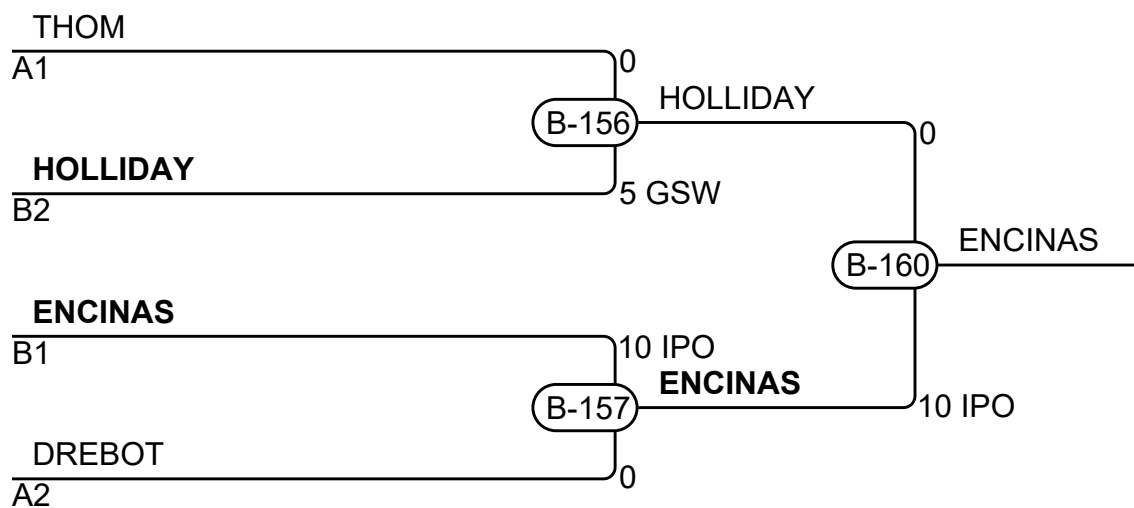 THOM
A1
0
B-156
HOLLIDAY
0
HOLLIDAY
B2
5 GSW
B-160
ENCINAS
ENCINAS
B1
10 IPO
ENCINAS
B-157
10 IPO
DREBOT
A2
0